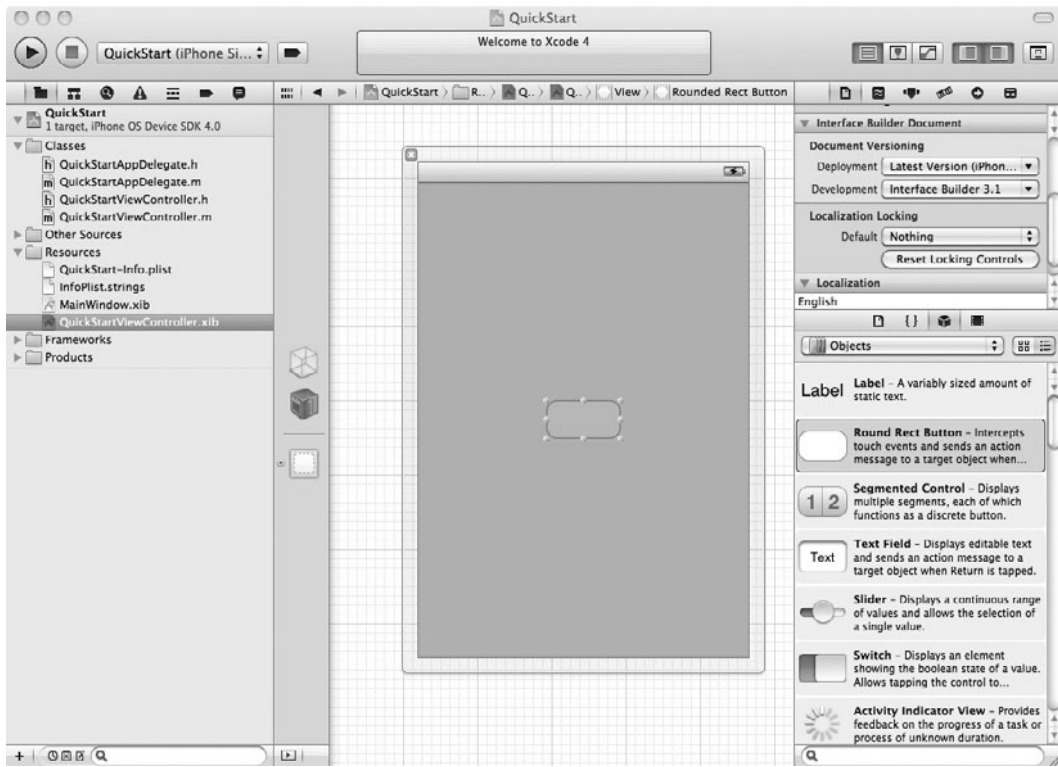 QuickStart
QuickStart (iPhone Si...
Welcome to Xcode 4
QuickStart
R..
Q..
Q..
View
Rounded Rect Button
QuickStart
1 target, iPhone OS Device SDK 4.0
Classes
h QuickStartAppDelegate.h
m QuickStartAppDelegate.m
h QuickStartViewController.h
m QuickStartViewController.m
Other Sources
Resources
QuickStart-Info.plist
InfoPlist.strings
MainWindow.xib
QuickStartViewController.xib
Frameworks
Products
Interface Builder Document
Document Versioning
Deployment Latest Version (iPhon...
Development Interface Builder 3.1
Localization Locking
Default Nothing
Reset Locking Controls
Localization
English
{}
Objects
Label
Label – A variably sized amount of
static text.
Round Rect Button – Intercepts
touch events and sends an action
message to a target object when...
1 2
Segmented Control – Displays
multiple segments, each of which
functions as a discrete button.
Text
Text Field – Displays editable text
and sends an action message to a
target object when Return is tapped.
Slider – Displays a continuous range
of values and allows the selection of
a single value.
Switch – Displays an element
showing the boolean state of a value.
Allows tapping the control to...
Activity Indicator View – Provides
feedback on the progress of a task or
process of unknown duration.